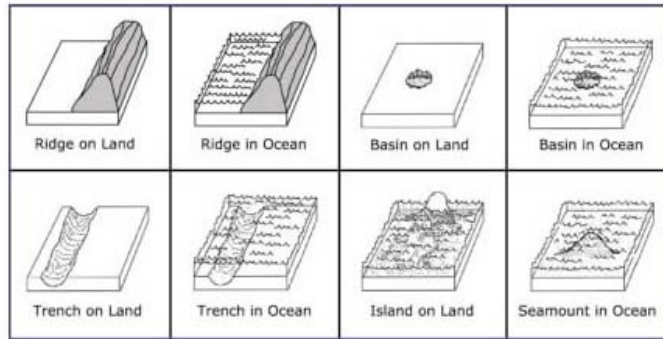 Ridge on Land
Ridge in Ocean
Basin on Land
Basin in Ocean
Trench on Land
Trench in Ocean
Island on Land
Seamount in Ocean